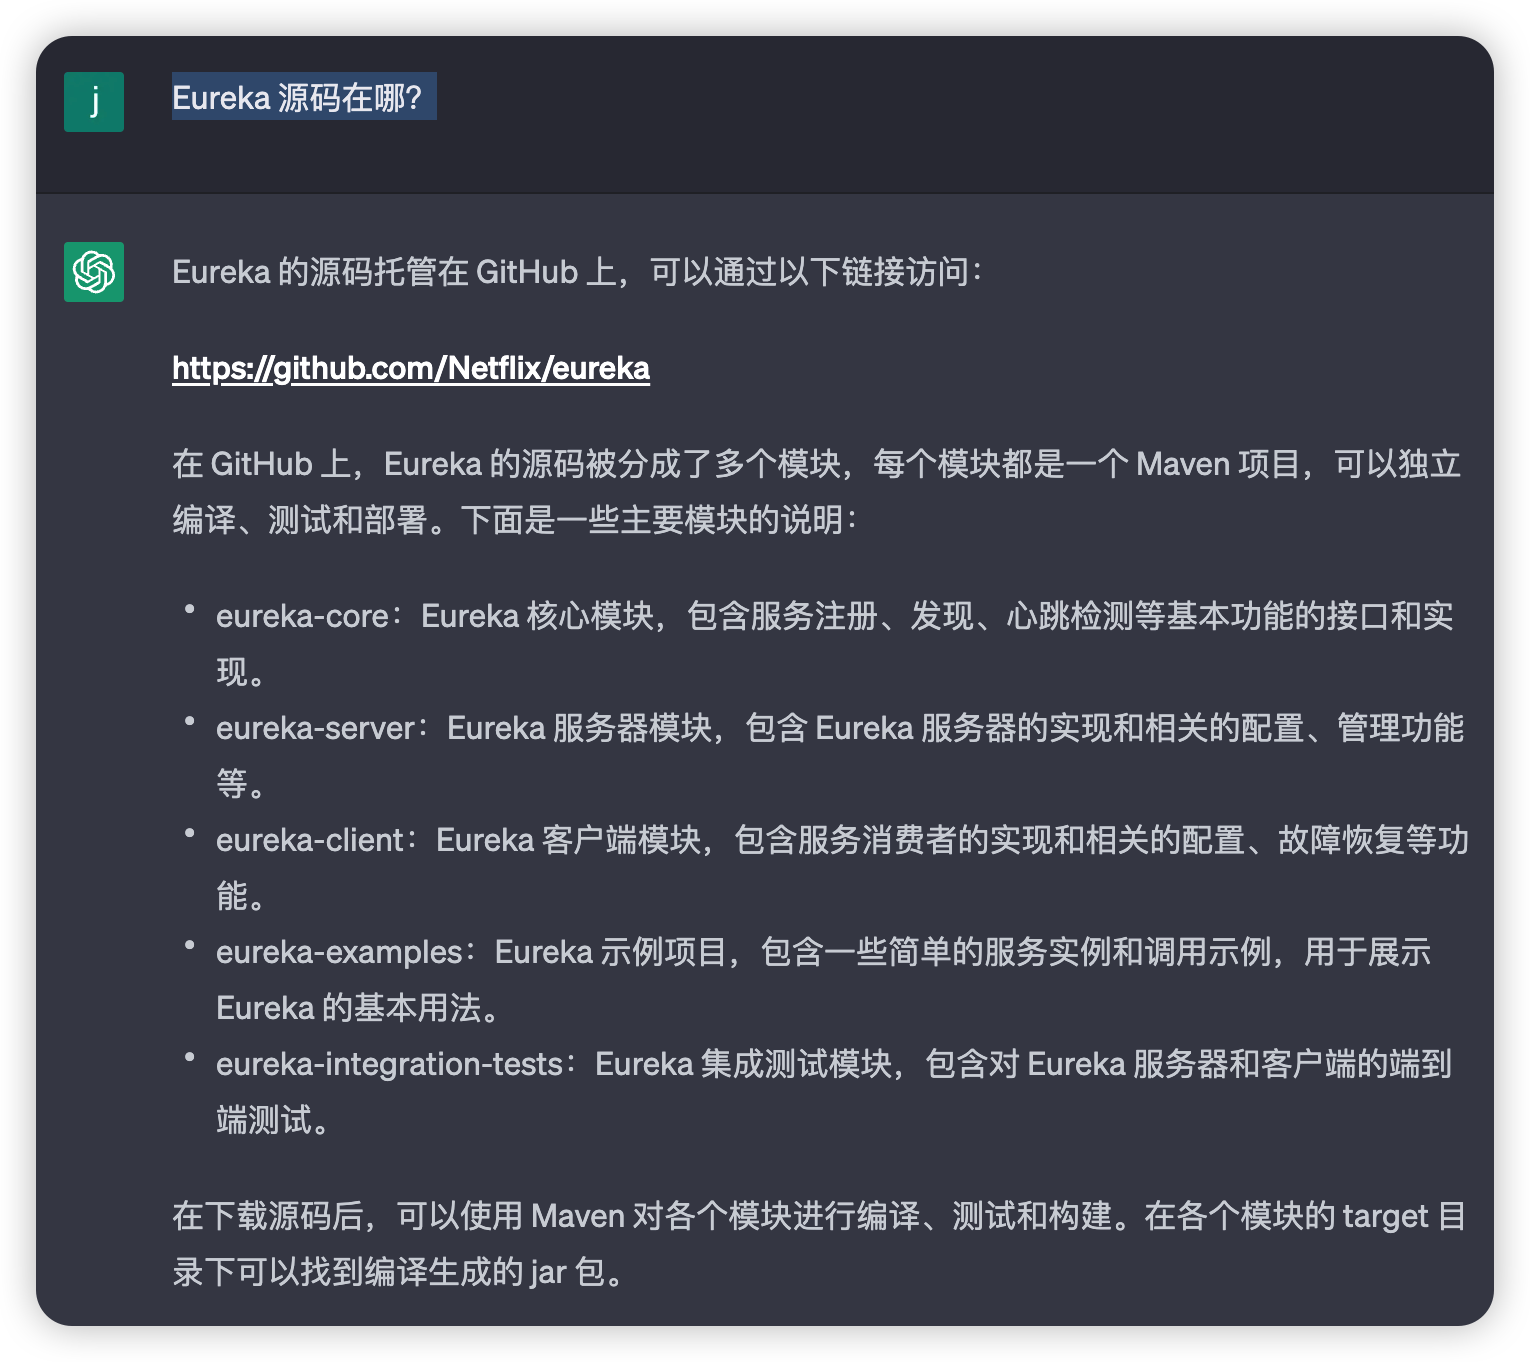 j
Eureka 源码在哪？
Eureka 的源码托管在 GitHub 上，可以通过以下链接访问：
https://github.com/Netflix/eureka
在 GitHub 上，Eureka 的源码被分成了多个模块，每个模块都是一个 Maven 项目，可以独立
编译、测试和部署。下面是一些主要模块的说明：
• eureka-core：Eureka 核心模块，包含服务注册、发现、心跳检测等基本功能的接口和实
现。
• eureka-server：Eureka 服务器模块，包含 Eureka 服务器的实现和相关的配置、管理功能
等。
• eureka-client：Eureka 客户端模块，包含服务消费者的实现和相关的配置、故障恢复等功
能。
• eureka-examples：Eureka 示例项目，包含一些简单的服务实例和调用示例，用于展示
Eureka 的基本用法。
• eureka-integration-tests：Eureka 集成测试模块，包含对 Eureka 服务器和客户端的端到
端测试。
在下载源码后，可以使用 Maven 对各个模块进行编译、测试和构建。在各个模块的 target 目
录下可以找到编译生成的 jar 包。